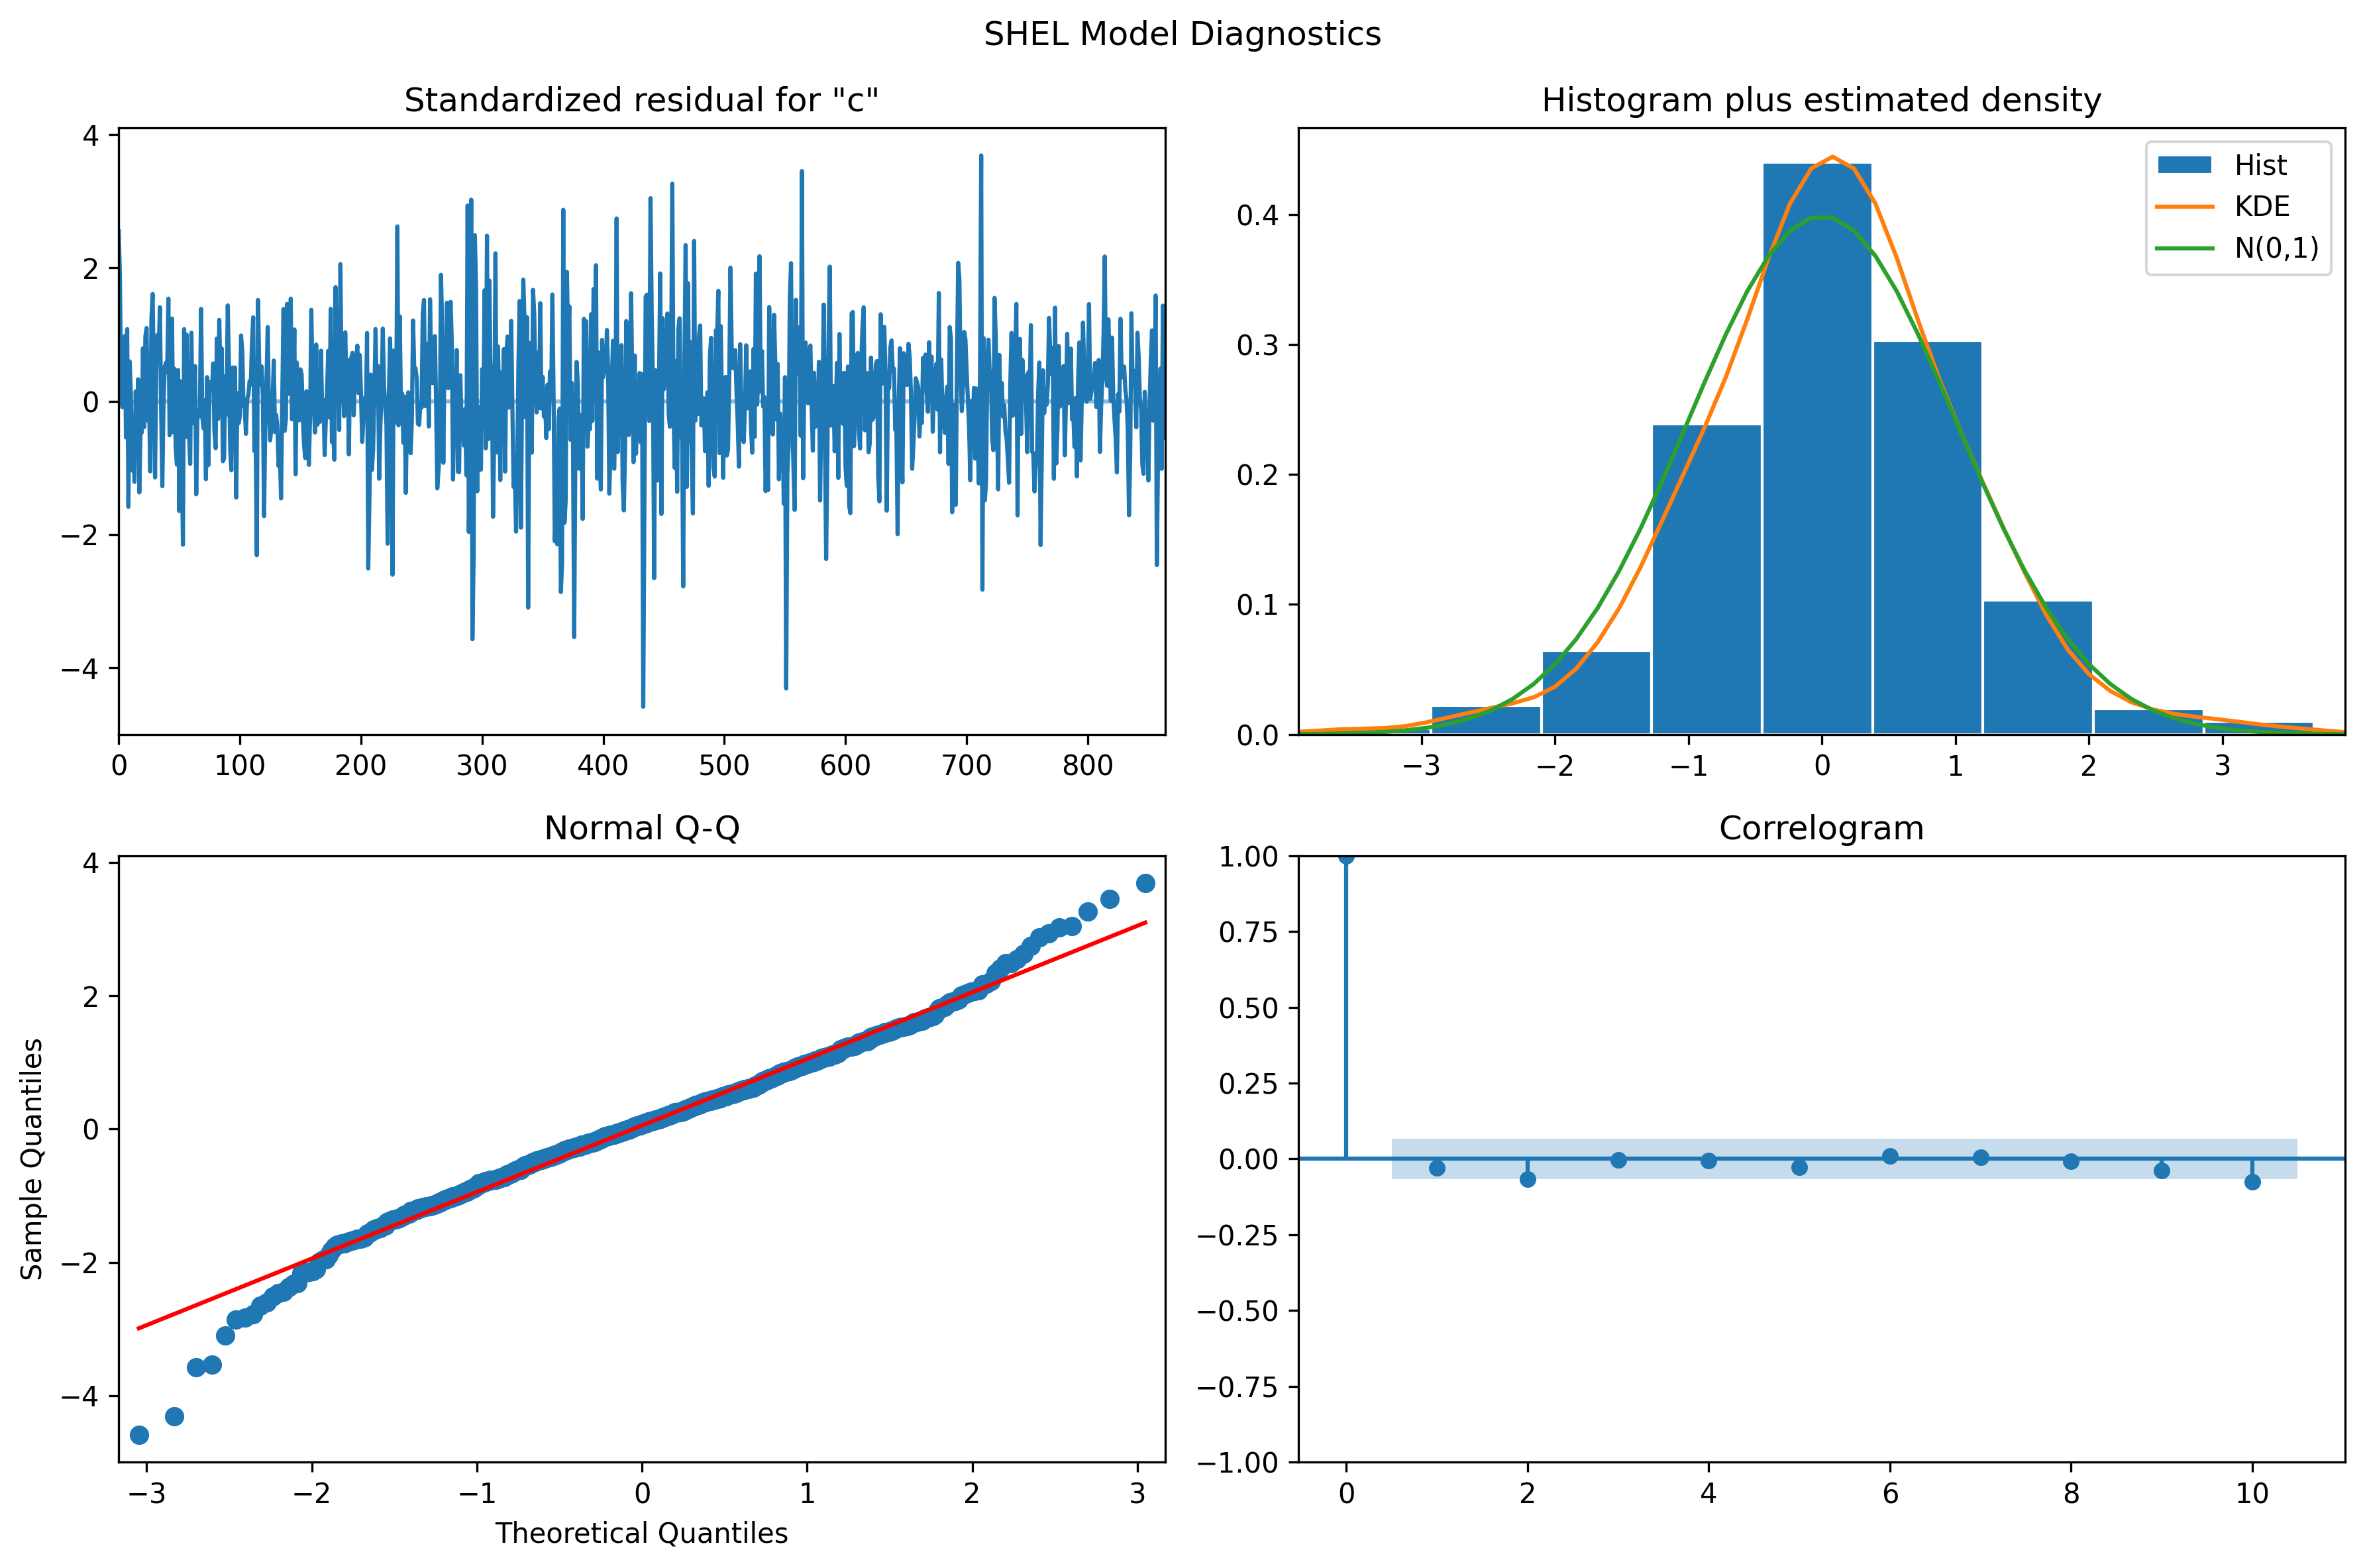 SHEL Model Diagnostics
Standardized residual for "c"
4
2
0
−2
−4
0 100 200 300 400 500 600 700 800
Histogram plus estimated density
Hist
KDE
N(0,1)
0.4
0.3
0.2
0.1
0.0
−3 −2 −1 0 1 2 3
Normal Q-Q
Sample Quantiles
4
2
0
−2
−4
−3 −2 −1 0 1 2 3
Theoretical Quantiles
Correlogram
1.00
0.75
0.50
0.25
0.00
−0.25
−0.50
−0.75
−1.00
0 2 4 6 8 10